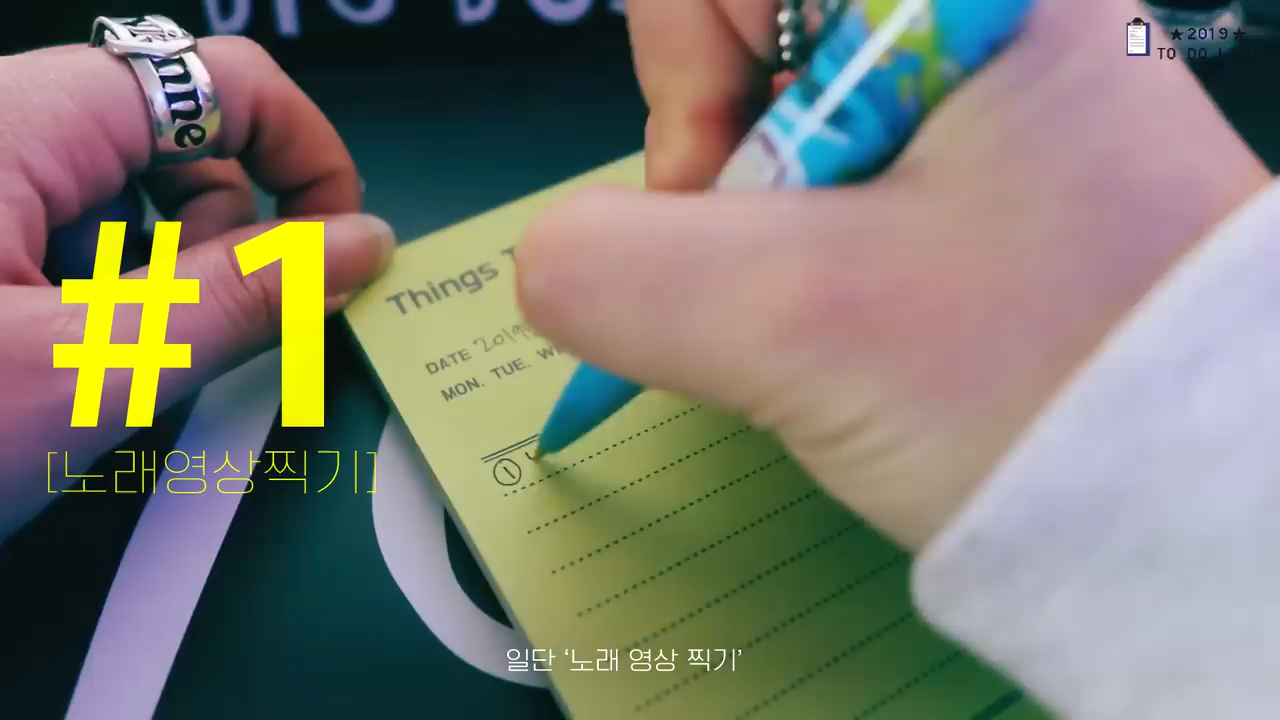 ★2019★
TO DO LIST
#1
[노래영상찍기]
Things
DATE 2019
MON. TUE.
①
일단 ‘노래 영상 찍기’